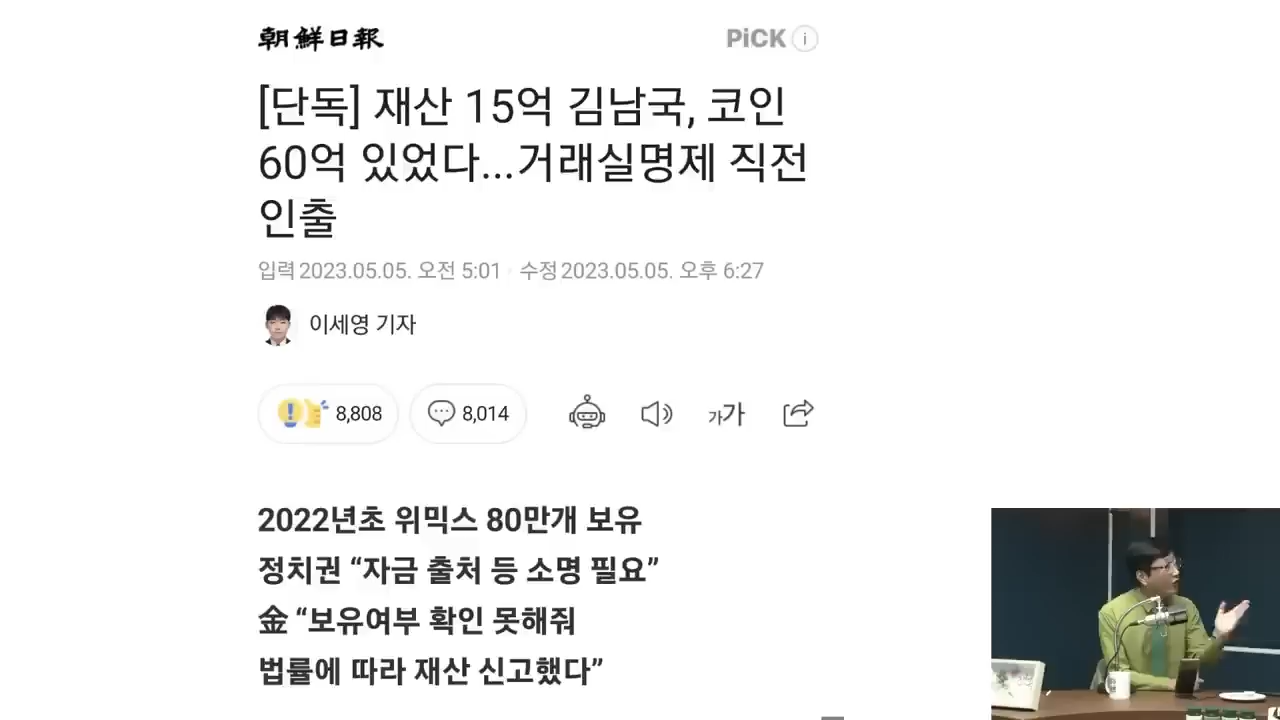 朝鮮日報
PiCK i
[단독] 재산 15억 김남국, 코인
60억 있었다...거래실명제 직전
인출
입력 2023.05.05. 오전 5:01 · 수정 2023.05.05. 오후 6:27
이세영 기자
8,808
8,014
가가
2022년초 위믹스 80만개 보유
정치권 “자금 출처 등 소명 필요”
金 “보유여부 확인 못해줘
법률에 따라 재산 신고했다”